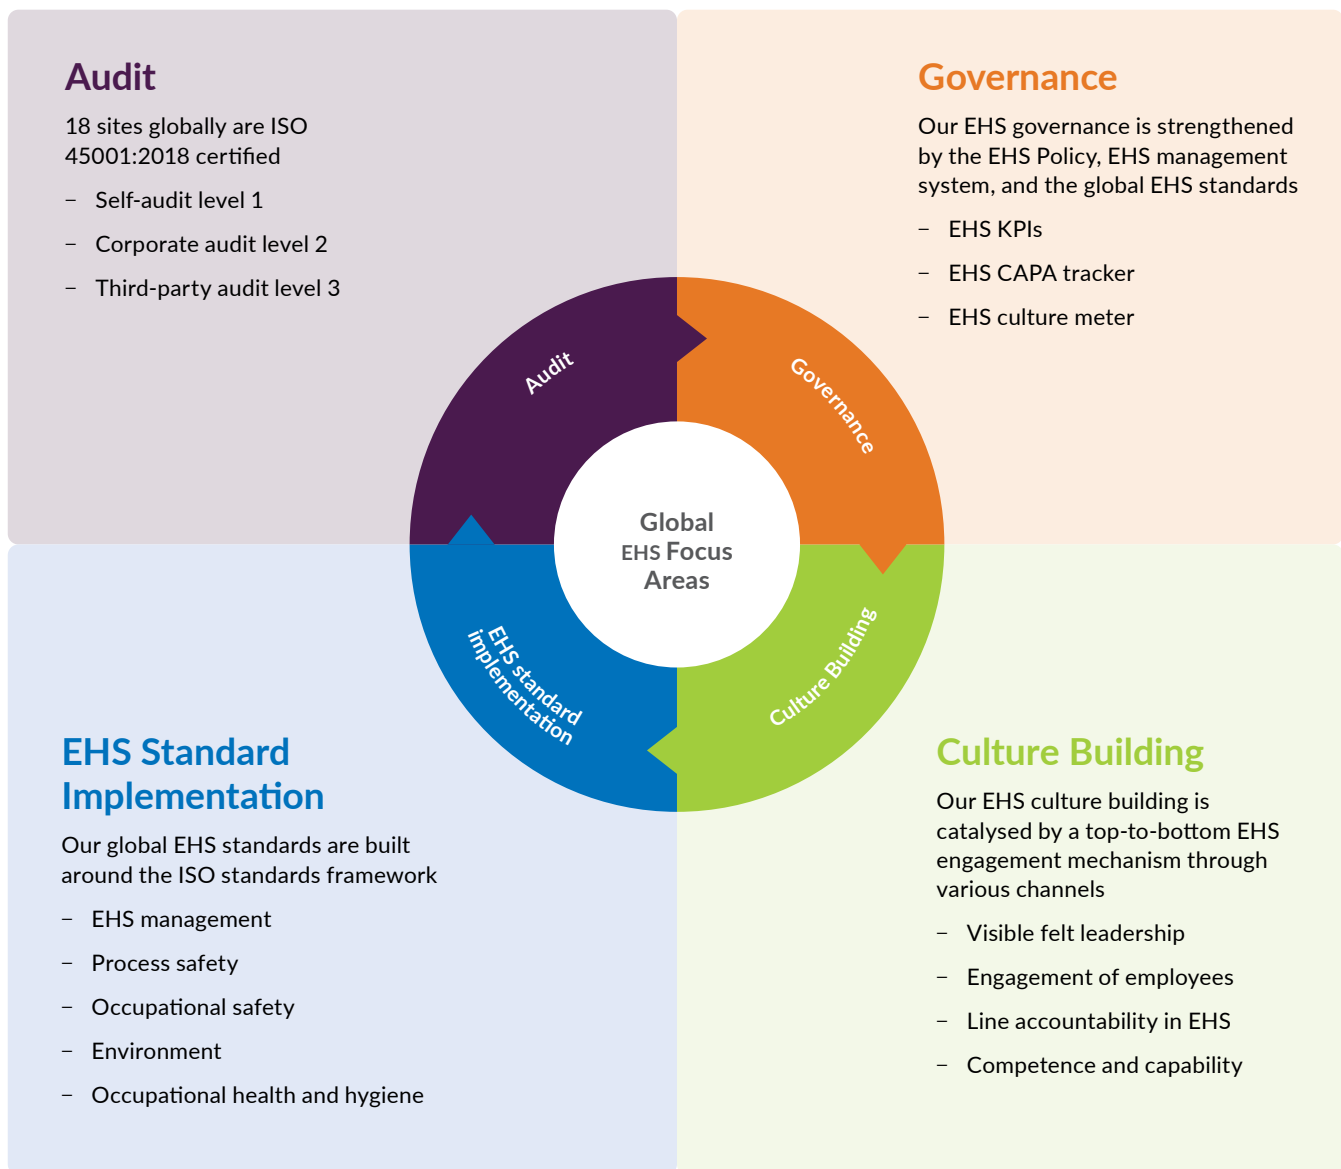 Audit
18 sites globally are ISO
45001:2018 certified
– Self-audit level 1
– Corporate audit level 2
– Third-party audit level 3
Governance
Our EHS governance is strengthened
by the EHS Policy, EHS management
system, and the global EHS standards
– EHS KPIs
– EHS CAPA tracker
– EHS culture meter
Audit
Governance
Global
EHS Focus
Areas
EHS standard
implementation
Culture Building
EHS Standard
Implementation
Our global EHS standards are built
around the ISO standards framework
– EHS management
– Process safety
– Occupational safety
– Environment
– Occupational health and hygiene
Culture Building
Our EHS culture building is
catalysed by a top-to-bottom EHS
engagement mechanism through
various channels
– Visible felt leadership
– Engagement of employees
– Line accountability in EHS
– Competence and capability